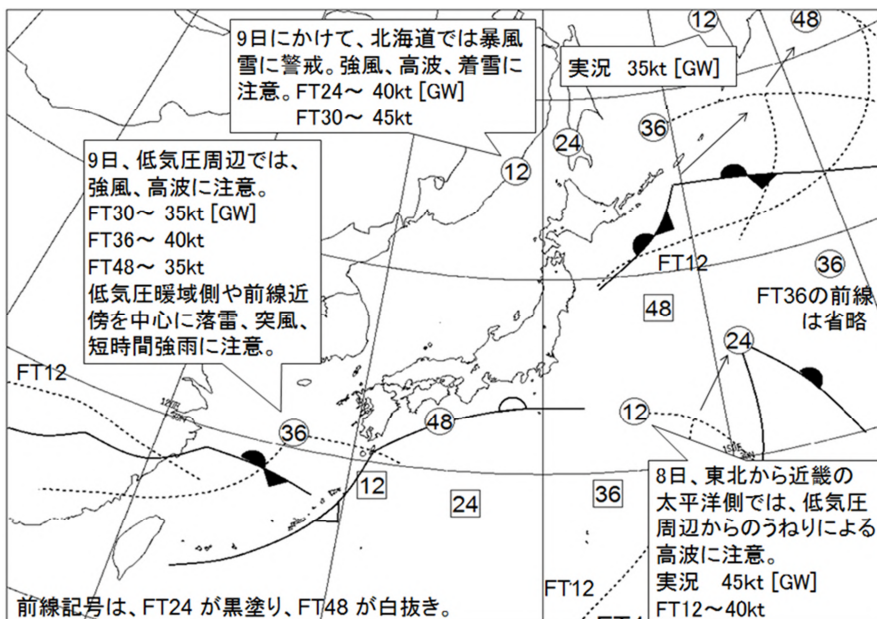 12
48
9日にかけて、北海道では暴風
雪に警戒。強風、高波、着雪に
注意。FT24～ 40kt [GW]
FT30～ 45kt
実況 35kt [GW]
36
24
12
9日、低気圧周辺では、
強風、高波に注意。
FT30～ 35kt [GW]
FT36～ 40kt
FT48～ 35kt
低気圧暖域側や前線近
傍を中心に落雷、突風、
短時間強雨に注意。
FT12
36
FT36の前線
は省略
48
24
FT12
12
48
36
150E
12
24
36
8日、東北から近畿の
太平洋側では、低気圧
周辺からのうねりによる
高波に注意。
実況 45kt [GW]
FT12～40kt
FT12
前線記号は、FT24 が黒塗り、FT48 が白抜き。